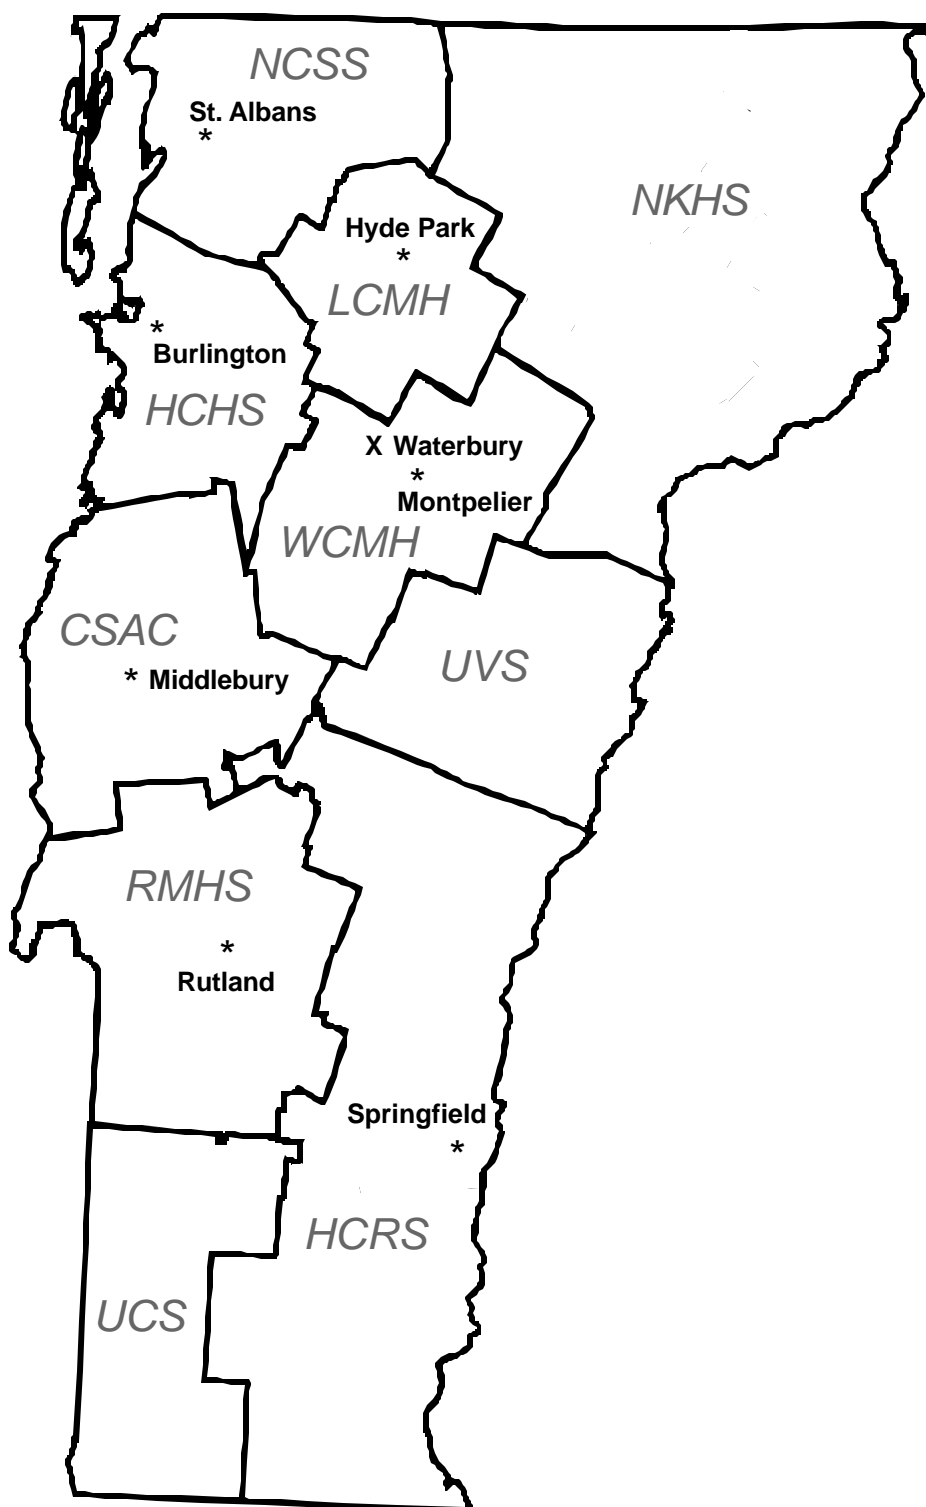 NCSS
St. Albans
*
NKHS
Hyde Park
*
LCMH
*
Burlington
HCHS
X Waterbury
*
Montpelier
WCMH
CSAC
* Middlebury
UVS
RMHS
*
Rutland
Springfield
*
HCRS
UCS